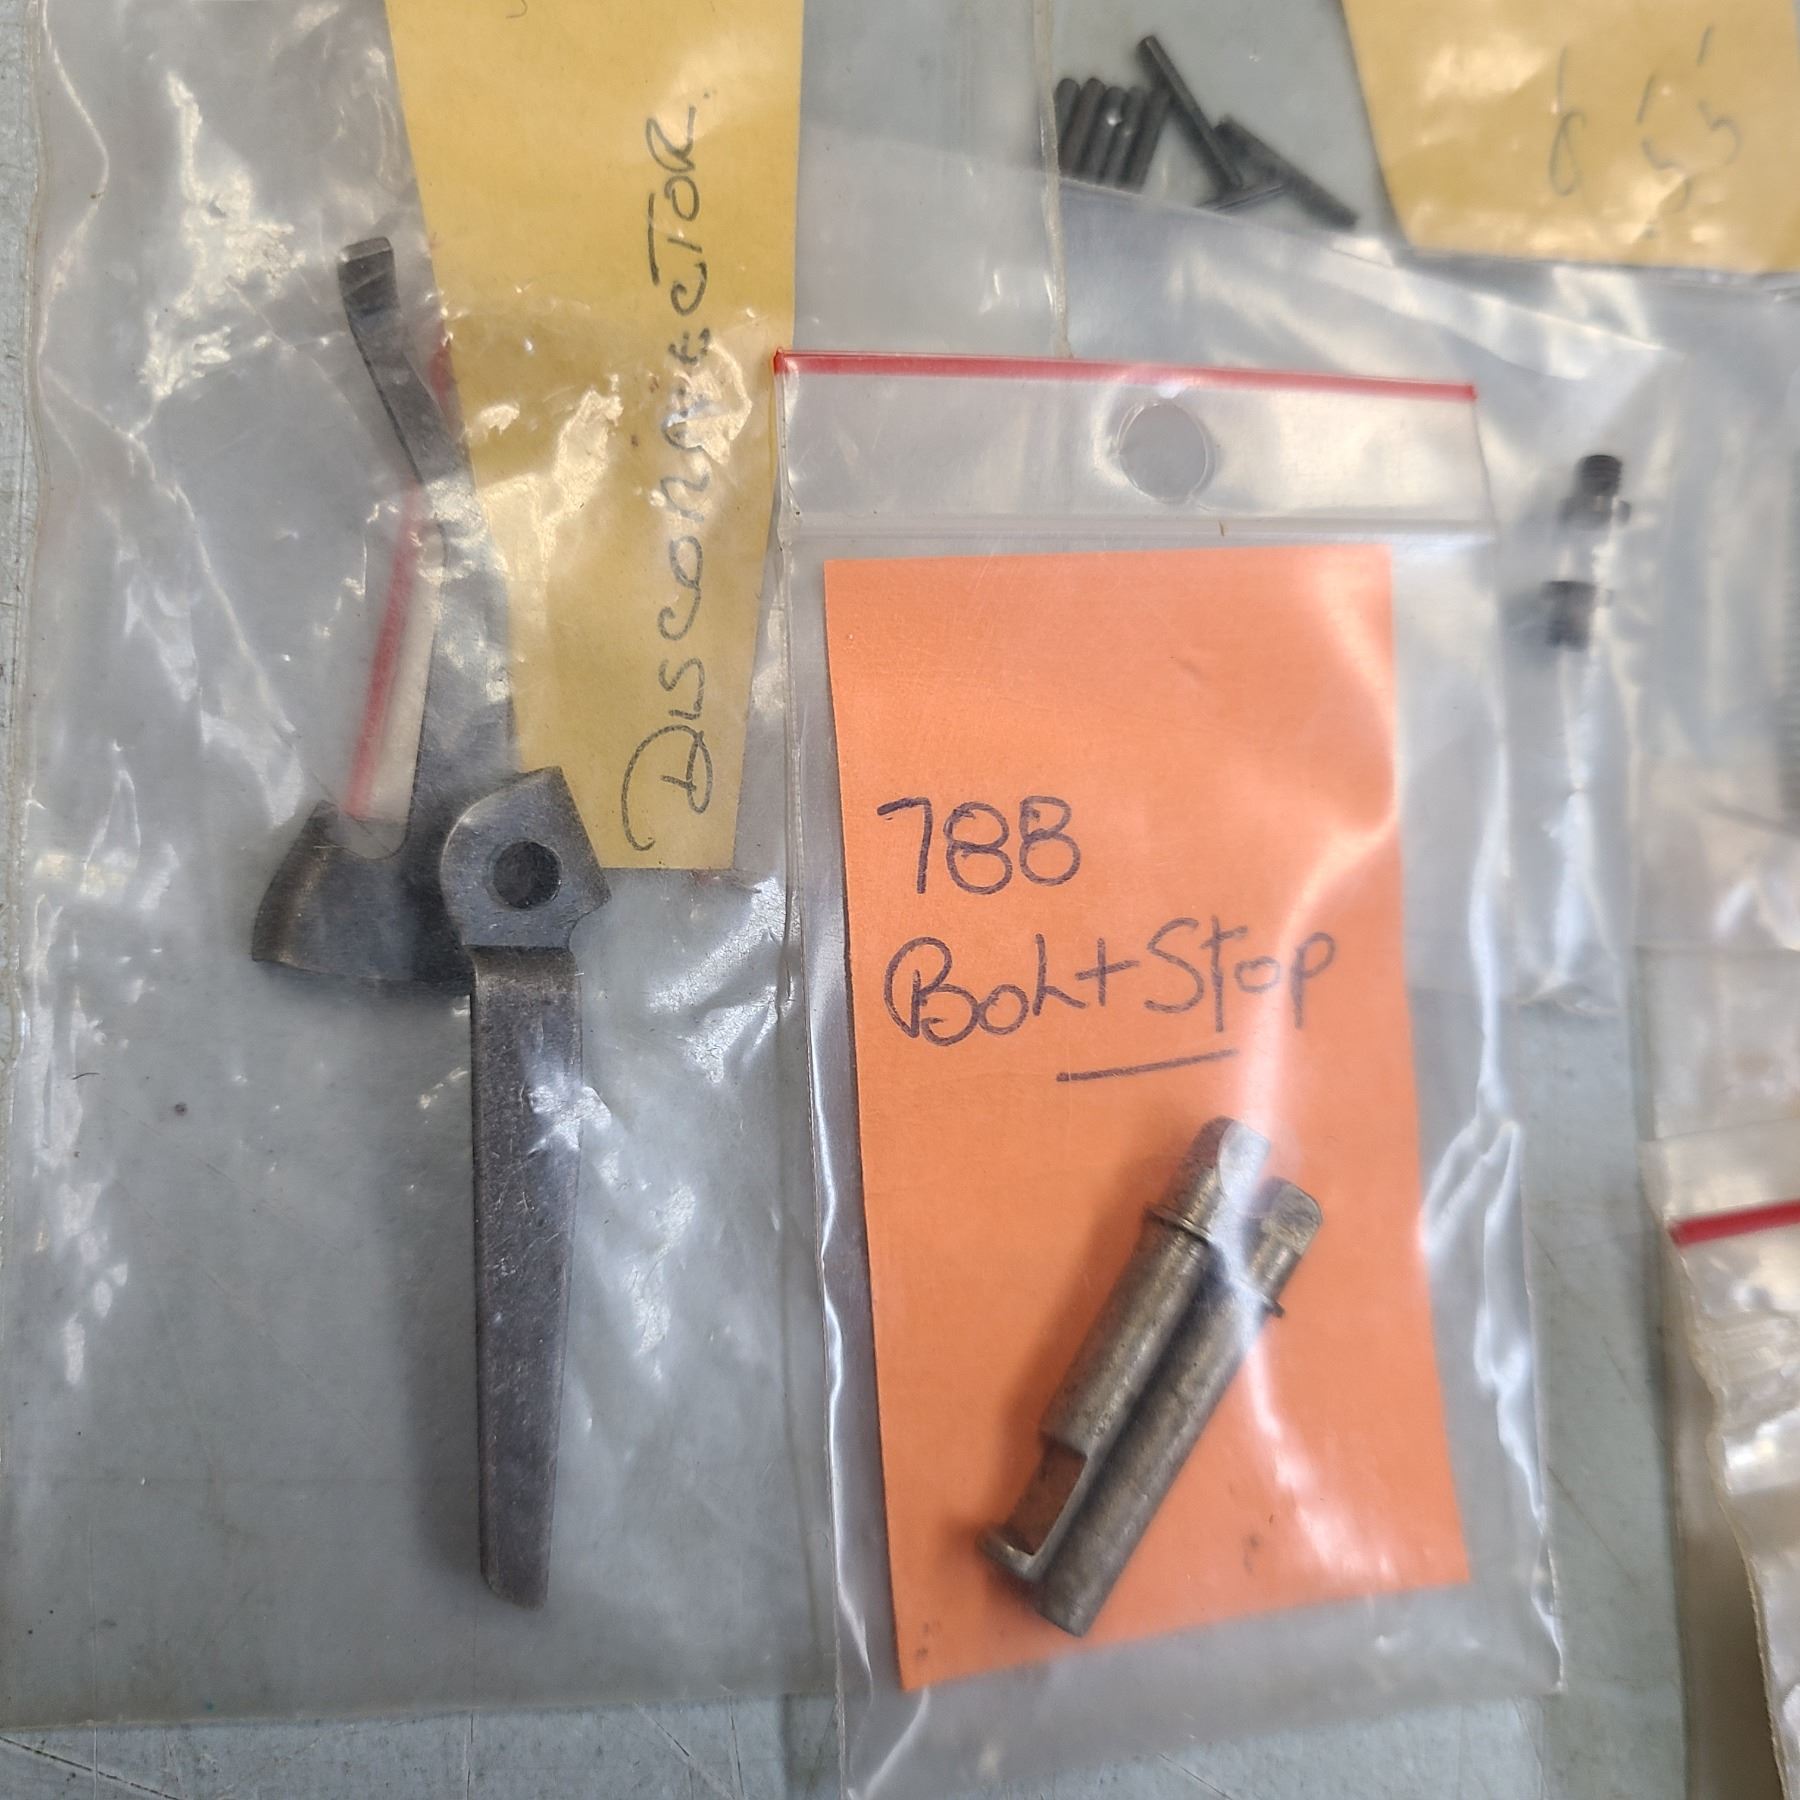 DISCONNECTOR.
788
Bolt Stop